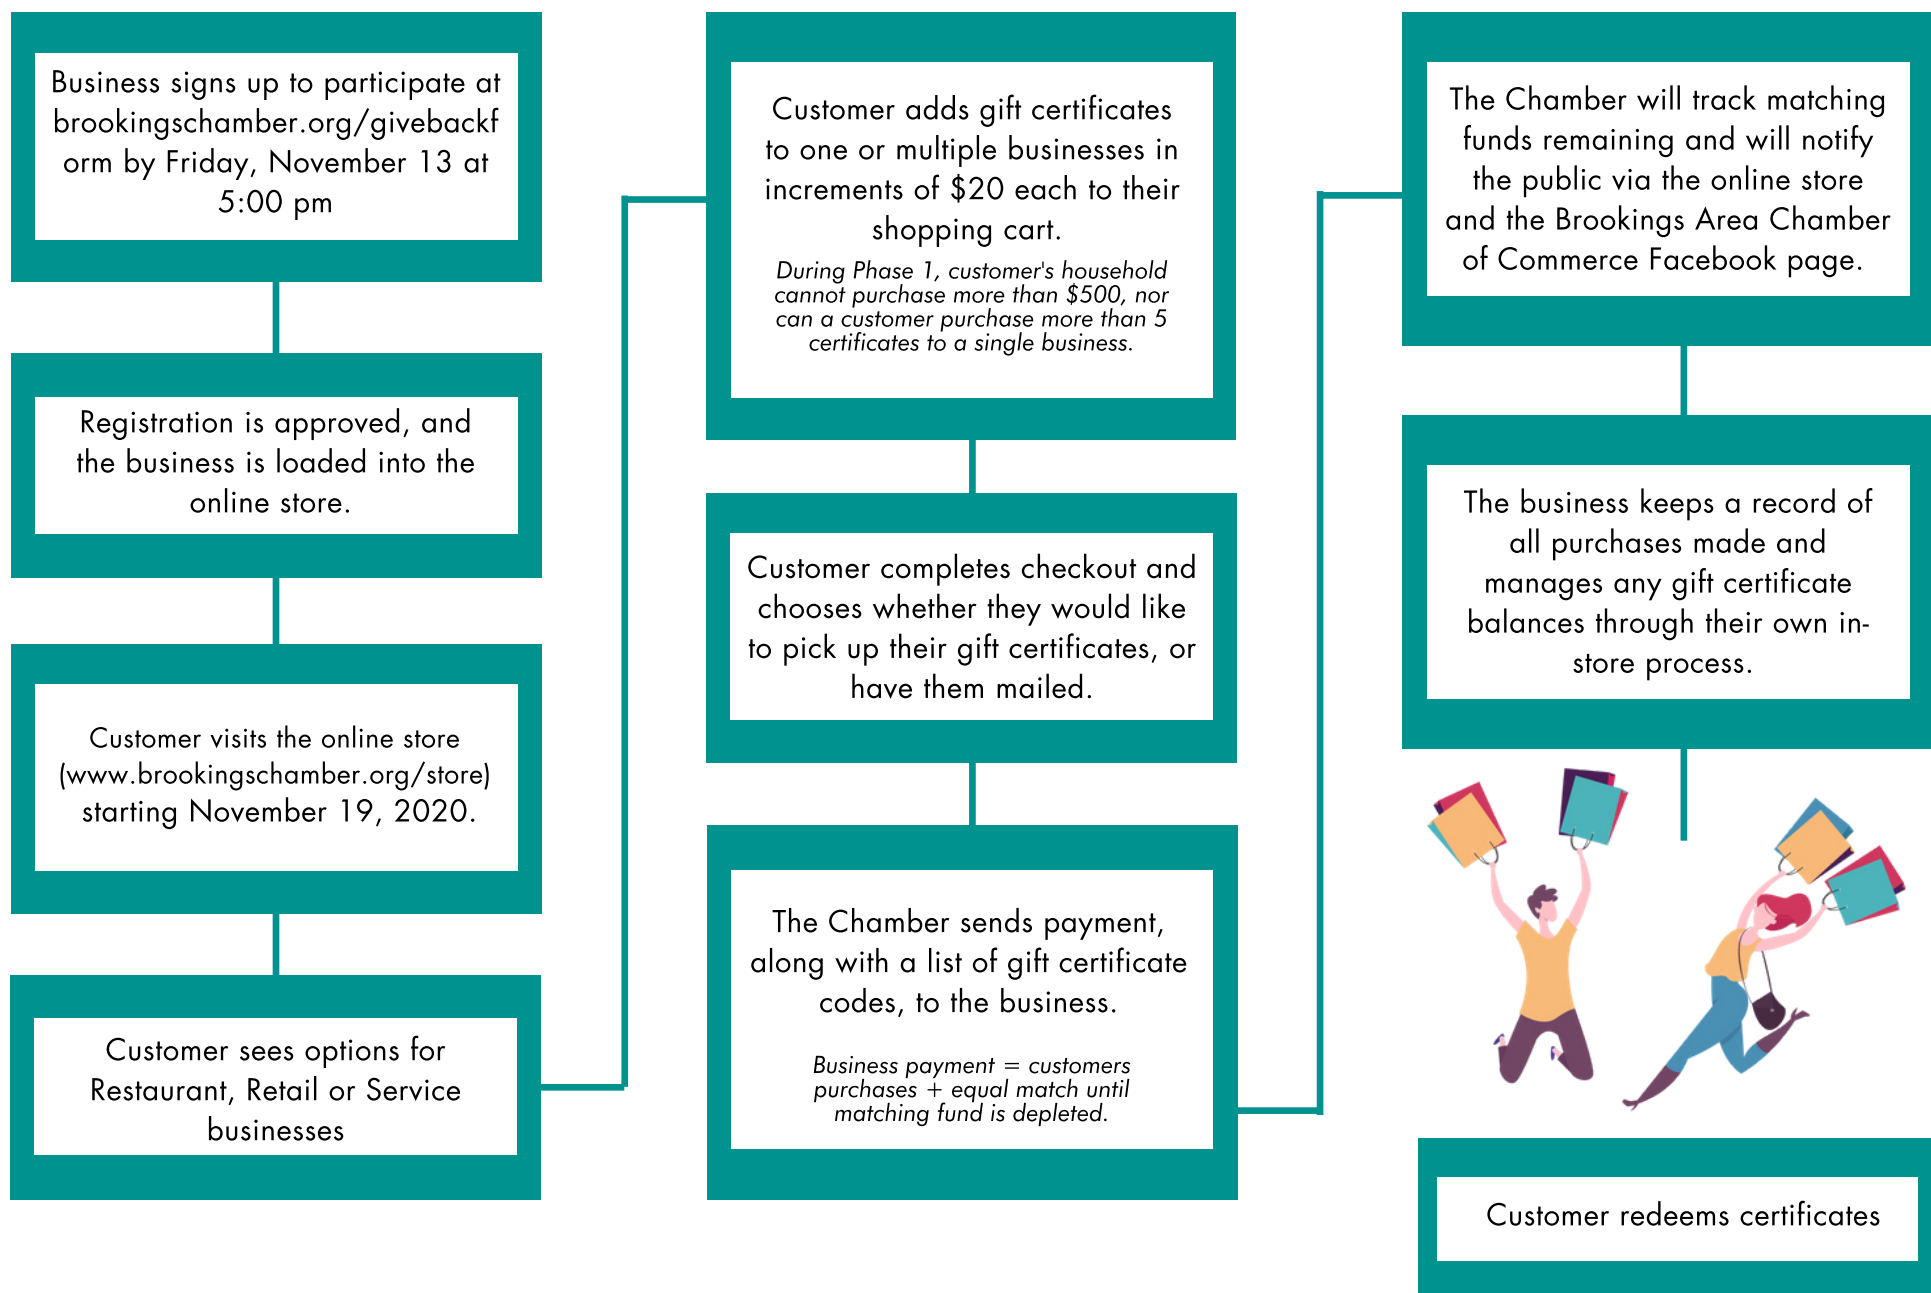 Business signs up to participate at
brookingschamber.org/givebackf
orm by Friday, November 13 at
5:00 pm
Registration is approved, and
the business is loaded into the
online store.
Customer visits the online store
(www.brookingschamber.org/store)
starting November 19, 2020.
Customer sees options for
Restaurant, Retail or Service
businesses
Customer adds gift certificates
to one or multiple businesses in
increments of $20 each to their
shopping cart.
During Phase 1, customer's household
cannot purchase more than $500, nor
can a customer purchase more than 5
certificates to a single business.
Customer completes checkout and
chooses whether they would like
to pick up their gift certificates, or
have them mailed.
The Chamber sends payment,
along with a list of gift certificate
codes, to the business.
Business payment = customers
purchases + equal match until
matching fund is depleted.
The Chamber will track matching
funds remaining and will notify
the public via the online store
and the Brookings Area Chamber
of Commerce Facebook page.
The business keeps a record of
all purchases made and
manages any gift certificate
balances through their own in-
store process.
Customer redeems certificates